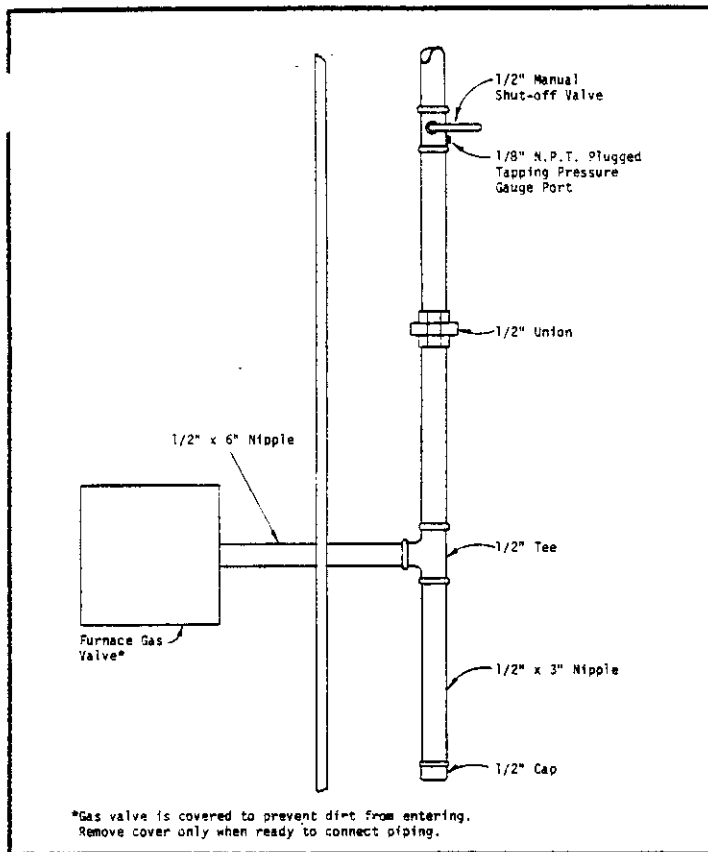 1/2" Manual
Shut-off Valve
1/8" N.P.T. Plugged
Tapping Pressure
Gauge Port
1/2" Union
1/2" x 6" Nipple
1/2" Tee
Furnace Gas
Valve*
1/2" x 3" Nipple
1/2" Cap
*Gas valve is covered to prevent dirt from entering.
Remove cover only when ready to connect piping.